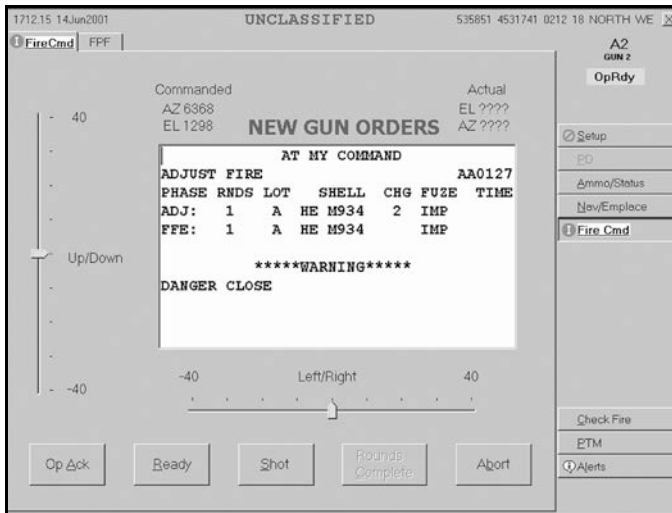 1712.15 14Jun2001 UNCLASSIFIED 535851 4531741 0212 18 NORTH WE X
FireCmd FPF
A2
GUN 2
OpRdy
Commanded Actual
AZ 6368 EL ????
EL 1298 NEW GUN ORDERS AZ ????
AT MY COMMAND
ADJUST FIRE AA0127
PHASE RNDS LOT SHELL CHG FUZE TIME
ADJ: 1 A HE M934 2 IMP
FFE: 1 A HE M934 IMP
*****WARNING*****
DANGER CLOSE
40
Up/Down
-40
-40 Left/Right 40
Op Ack Ready Shot Rounds Complete Abort
Setup
PD
Ammo/Status
Nav/Emplace
Fire Cmd
Check Fire
PTM
Alerts